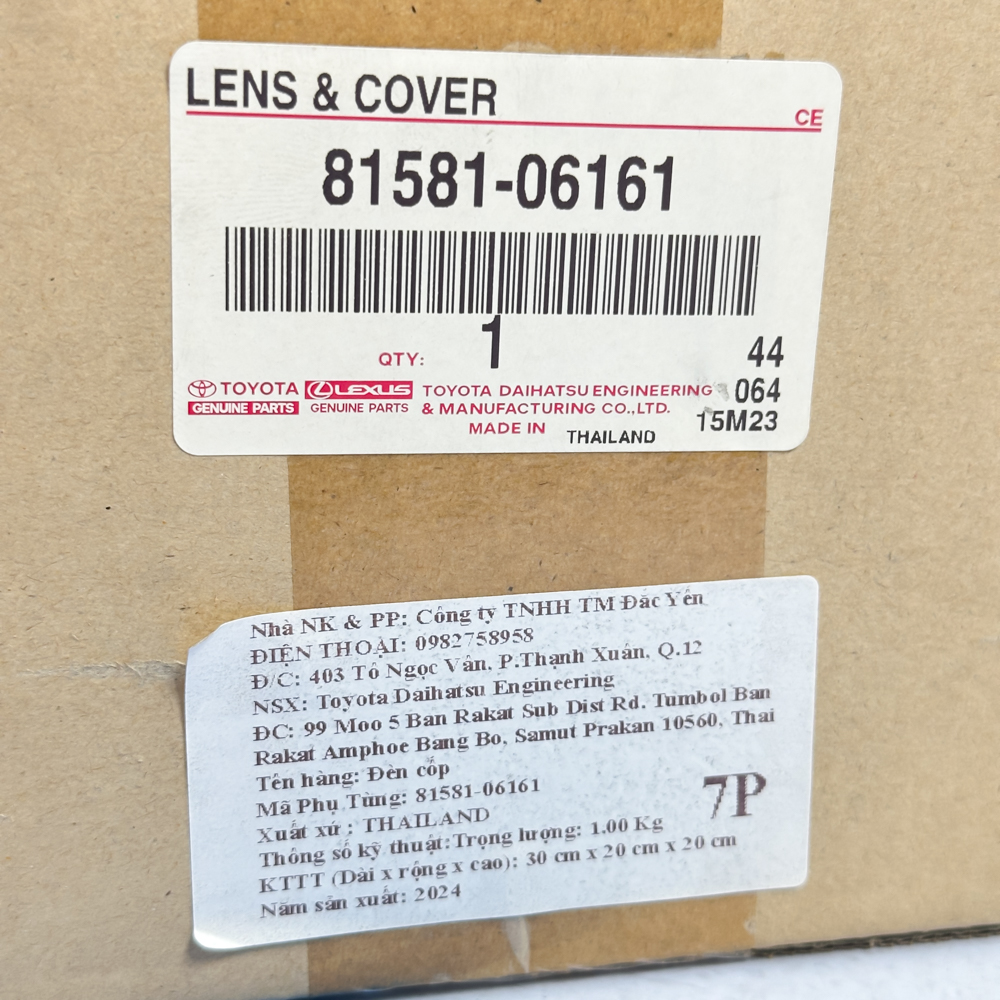 LENS & COVER
CE
81581-06161
QTY: 1
44
TOYOTA LEXUS TOYOTA DAIHATSU ENGINEERING 064
GENUINE PARTS GENUINE PARTS & MANUFACTURING CO.,LTD. 15M23
MADE IN THAILAND
Nhà NK & PP: Công ty TNHH TM Đăc Yên
ĐIỆN THOẠI: 0982758958
Đ/C: 403 Tô Ngọc Vân, P.Thạnh Xuân, Q.12
NSX: Toyota Daihatsu Engineering
ĐC: 99 Moo 5 Ban Rakat Sub Dist Rd. Tumbol Ban
Rakat Amphoe Bang Bo, Samut Prakan 10560, Thai
Tên hàng: Đèn cốp
Mã Phụ Tùng: 81581-06161
7P
Xuất xứ : THAILAND
Thông số kỹ thuật:Trọng lượng: 1.00 Kg
KTTT (Dài x rộng x cao): 30 cm x 20 cm x 20 cm
Năm sản xuất: 2024